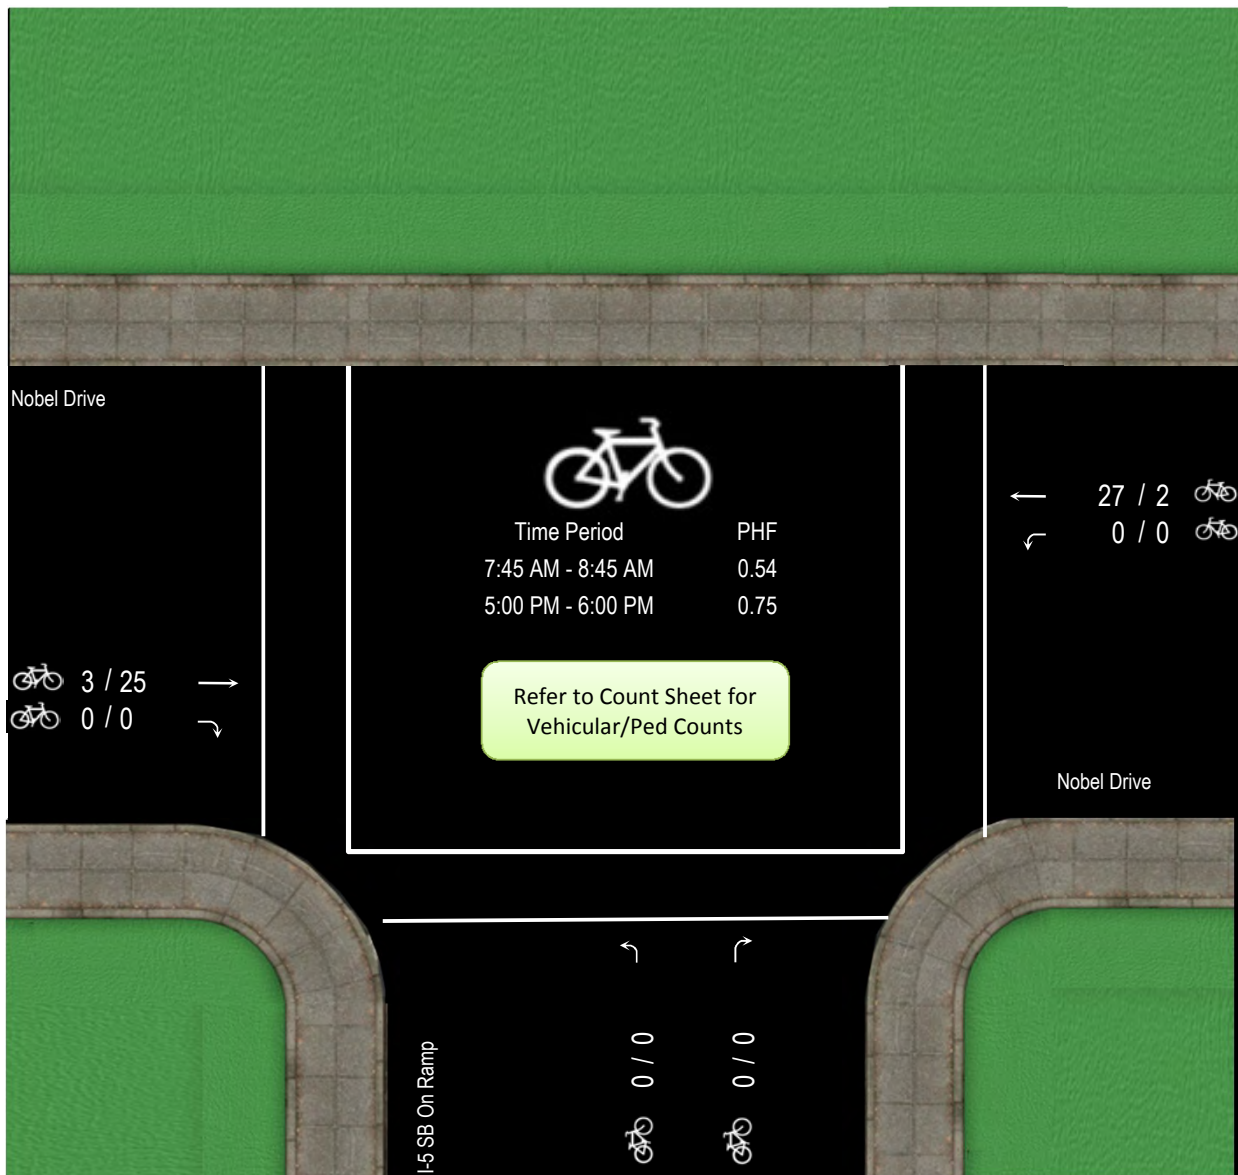 Nobel Drive
27 / 2
0 / 0
Time Period PHF
7:45 AM - 8:45 AM 0.54
5:00 PM - 6:00 PM 0.75
3 / 25
0 / 0
Refer to Count Sheet for
Vehicular/Ped Counts
Nobel Drive
I-5 SB On Ramp
0 / 0
0 / 0